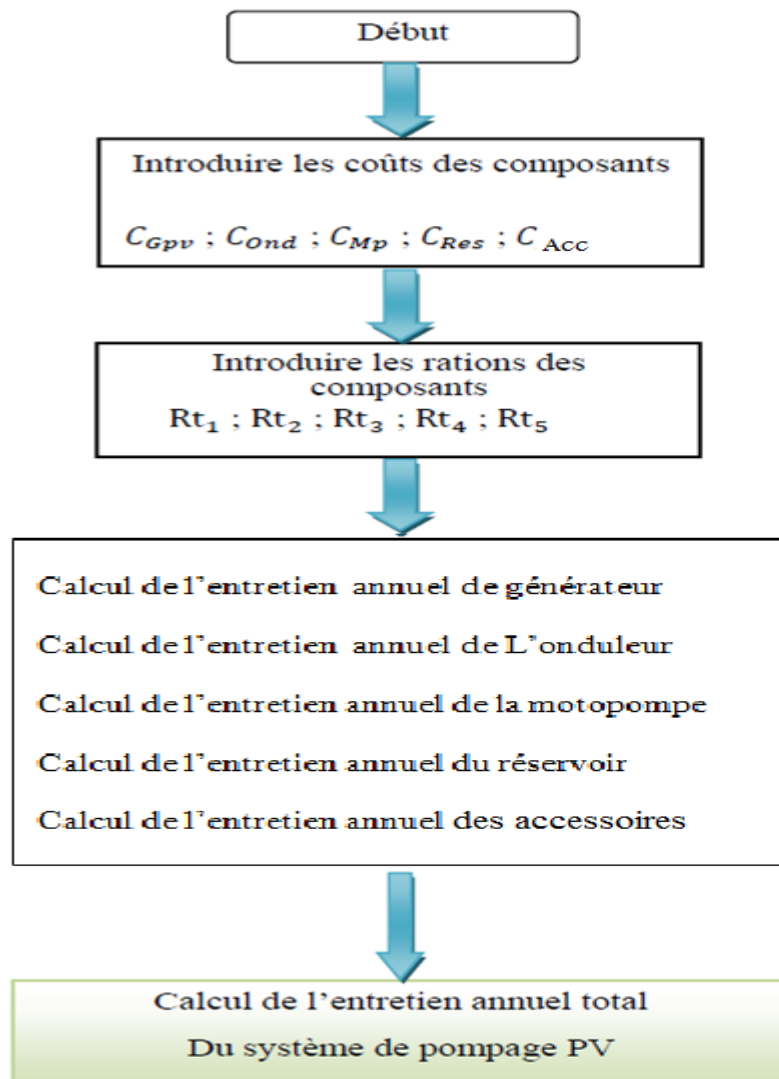 Début
Introduire les coûts des composants
C_Gpv ; C_Ond ; C_Mp ; C_Res ; C_Acc
Introduire les rations des
composants
Rt₁ ; Rt₂ ; Rt₃ ; Rt₄ ; Rt₅
Calcul de l'entretien annuel de générateur
Calcul de l'entretien annuel de L'onduleur
Calcul de l'entretien annuel de la motopompe
Calcul de l'entretien annuel du réservoir
Calcul de l'entretien annuel des accessoires
Calcul de l'entretien annuel total
Du système de pompage PV